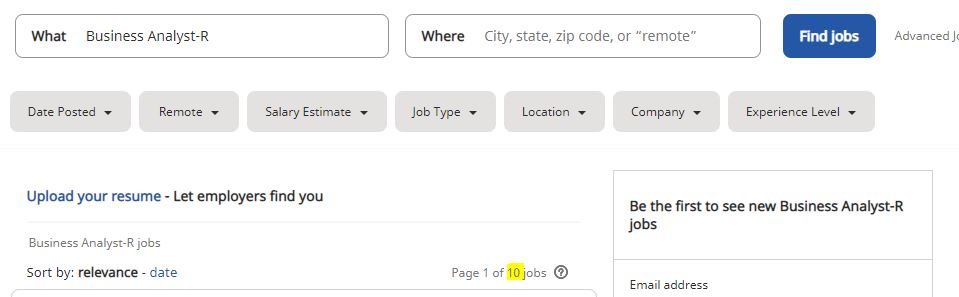 What Business Analyst-R Where City, state, zip code, or “remote” Find jobs Advanced Jo
Date Posted Remote Salary Estimate Job Type Location Company Experience Level
Upload your resume - Let employers find you
Be the first to see new Business Analyst-R
jobs
Business Analyst-R jobs
Sort by: relevance - date Page 1 of 10 jobs ?
Email address